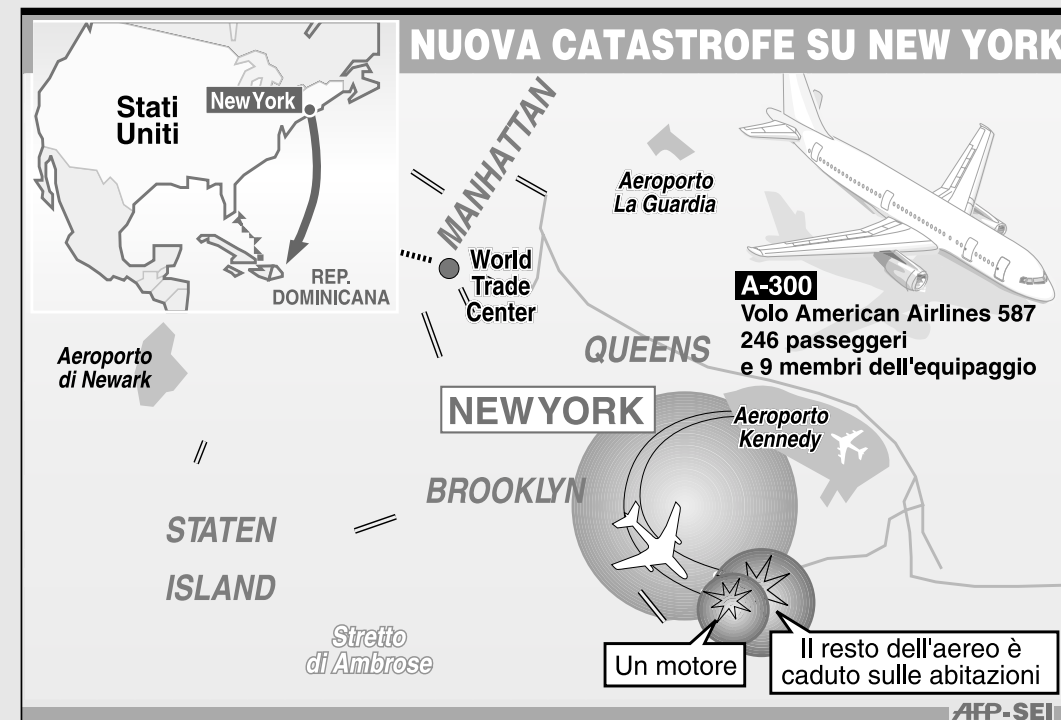 NUOVA CATASTROFE SU NEW YORK
Stati
Uniti
New York
REP.
DOMINICANA
MANHATTAN
Aeroporto
La Guardia
World
Trade
Center
A-300
Volo American Airlines 587
246 passeggeri
e 9 membri dell'equipaggio
Aeroporto
di Newark
QUEENS
NEW YORK
Aeroporto
Kennedy
BROOKLYN
STATEN
ISLAND
Stretto
di Ambrose
Un motore
Il resto dell'aereo è
caduto sulle abitazioni
AFP-SEI